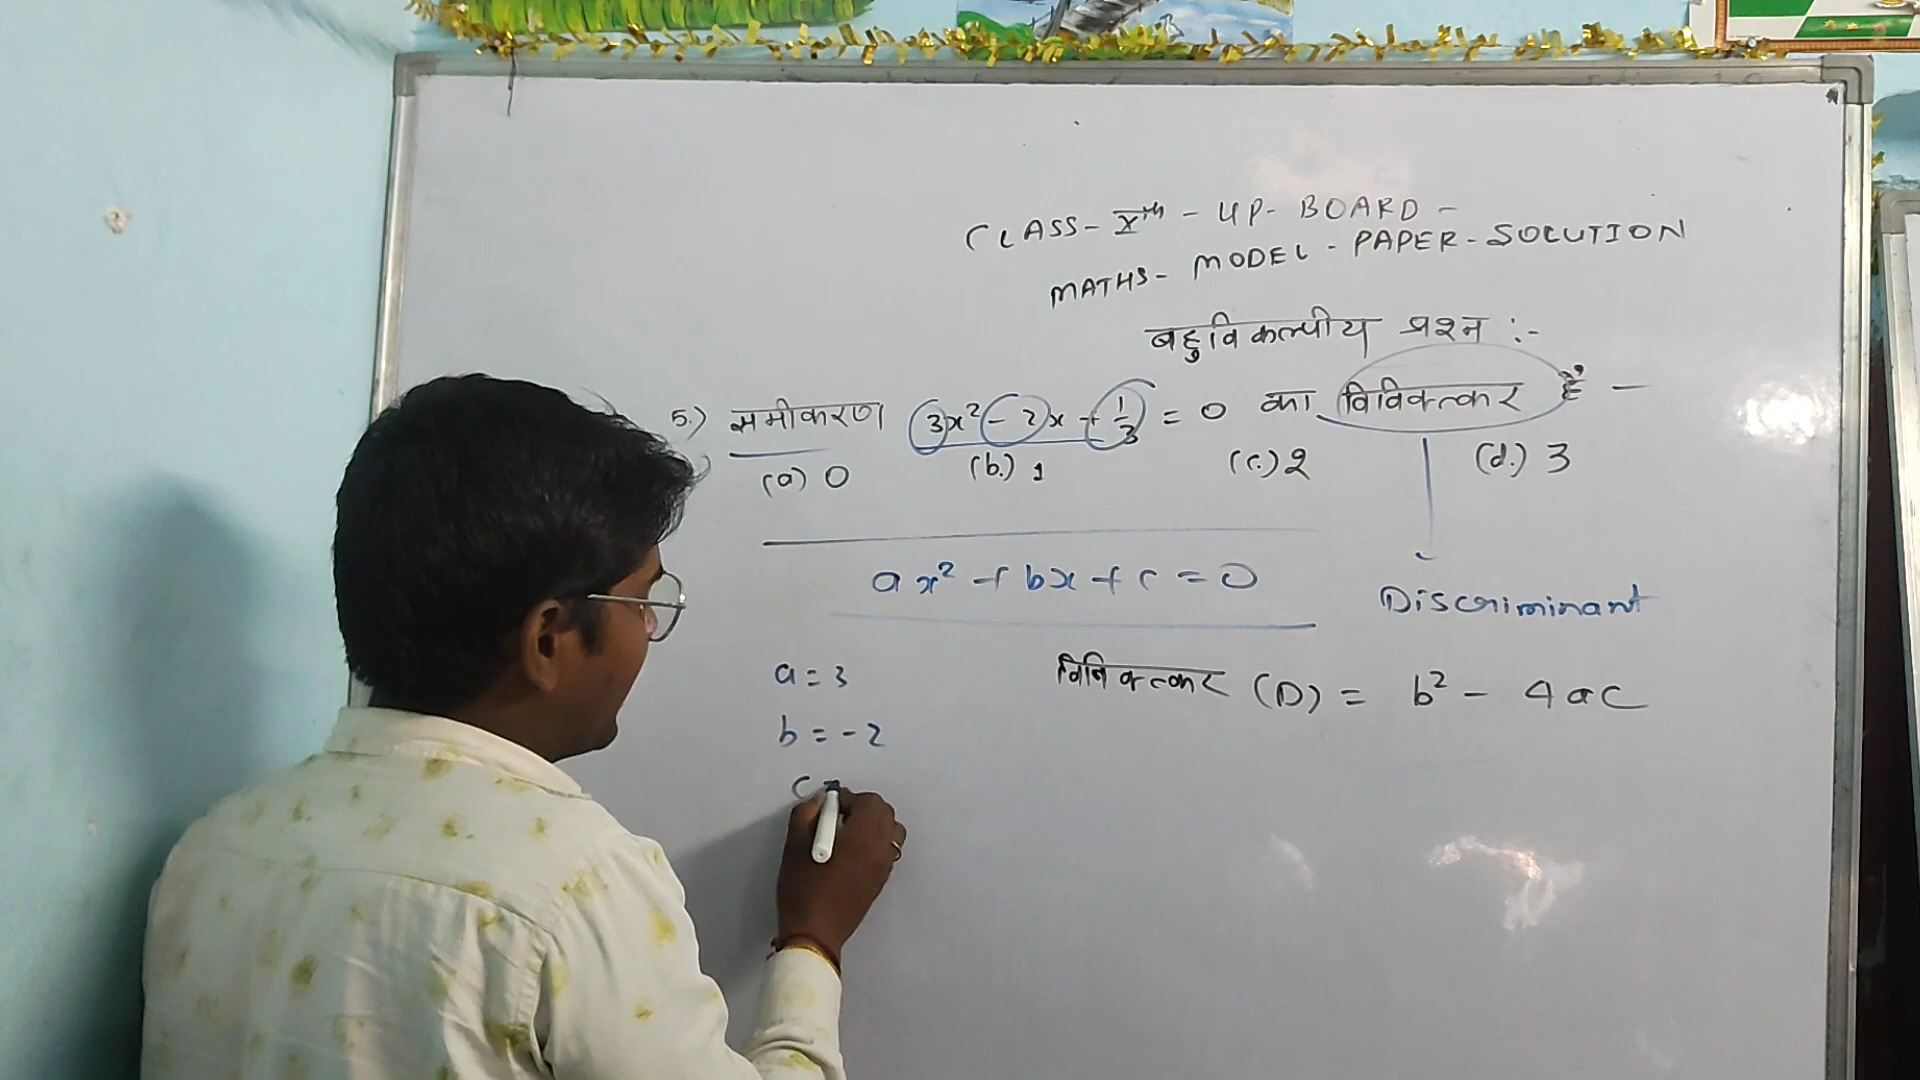 CLASS - Xth - UP - BOARD -
MATHS - MODEL - PAPER - SOLUTION
बहुविकल्पीय प्रश्न :-
5.) समीकरण 3x² - 2x + 1/3 = 0 का विविक्तकर है -
(a) 0 (b.) 1 (c.) 2 (d.) 3
ax² + bx + c = 0
Discriminant
विविक्तकर (D) = b² - 4ac
a = 3
b = -2
c =